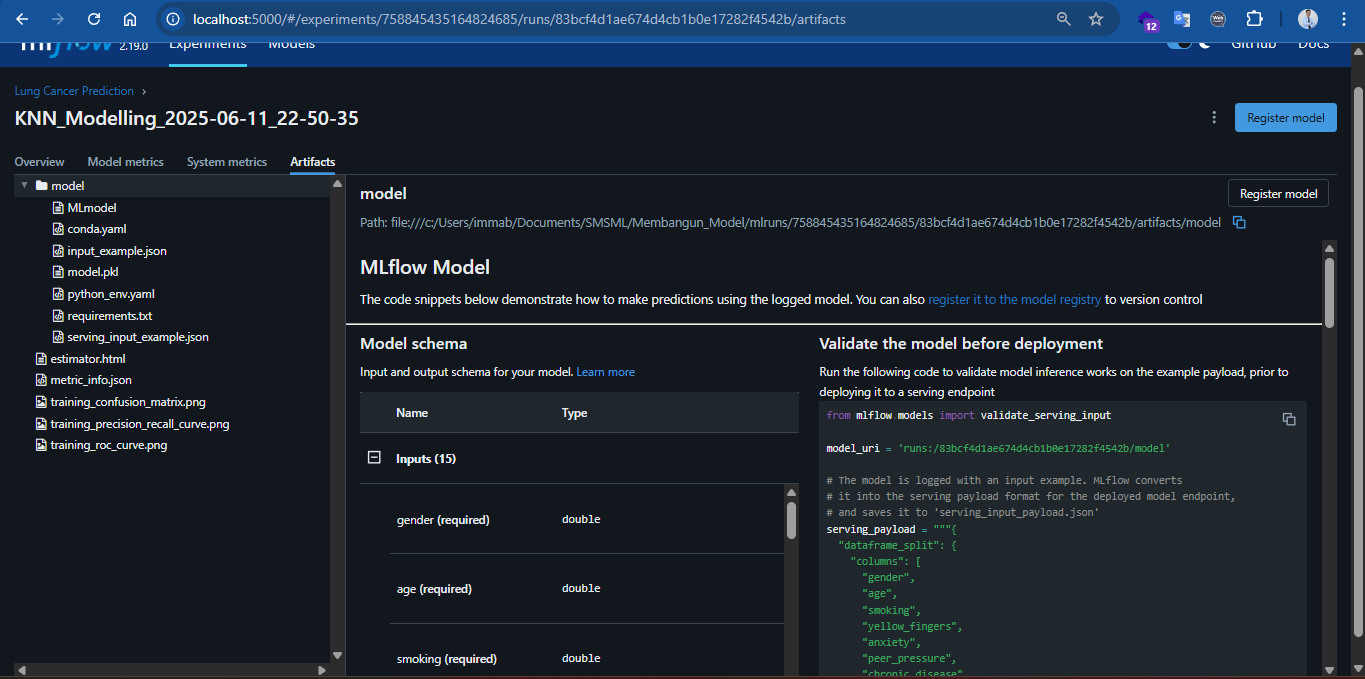 localhost:5000/#/experiments/758845435164824685/runs/83bcf4d1ae674d4cb1b0e17282f4542b/artifacts
12
mlflow 2.19.0 Experiments Models GitHub Docs
Lung Cancer Prediction ›
KNN_Modelling_2025-06-11_22-50-35
Register model
Overview Model metrics System metrics Artifacts
model
MLmodel
conda.yaml
input_example.json
model.pkl
python_env.yaml
requirements.txt
serving_input_example.json
estimator.html
metric_info.json
training_confusion_matrix.png
training_precision_recall_curve.png
training_roc_curve.png
model
Register model
Path: file:///c:/Users/immab/Documents/SMSML/Membangun_Model/mlruns/758845435164824685/83bcf4d1ae674d4cb1b0e17282f4542b/artifacts/model
MLflow Model
The code snippets below demonstrate how to make predictions using the logged model. You can also register it to the model registry to version control
Model schema
Input and output schema for your model. Learn more
Name Type
Inputs (15)
gender (required) double
age (required) double
smoking (required) double
Validate the model before deployment
Run the following code to validate model inference works on the example payload, prior to
deploying it to a serving endpoint
from mlflow.models import validate_serving_input
model_uri = 'runs:/83bcf4d1ae674d4cb1b0e17282f4542b/model'
# The model is logged with an input example. MLflow converts
# it into the serving payload format for the deployed model endpoint,
# and saves it to 'serving_input_payload.json'
serving_payload = """{
"dataframe_split": {
"columns": [
"gender",
"age",
"smoking",
"yellow_fingers",
"anxiety",
"peer_pressure",
"chronic_disease"